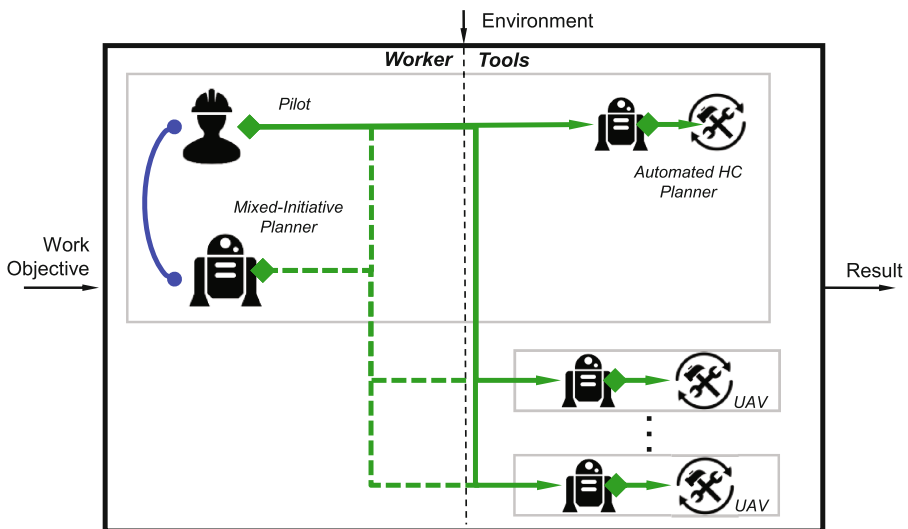 Environment
Worker Tools
Pilot
Automated HC
Planner
Mixed-Initiative
Planner
Work
Objective
Result
UAV
UAV